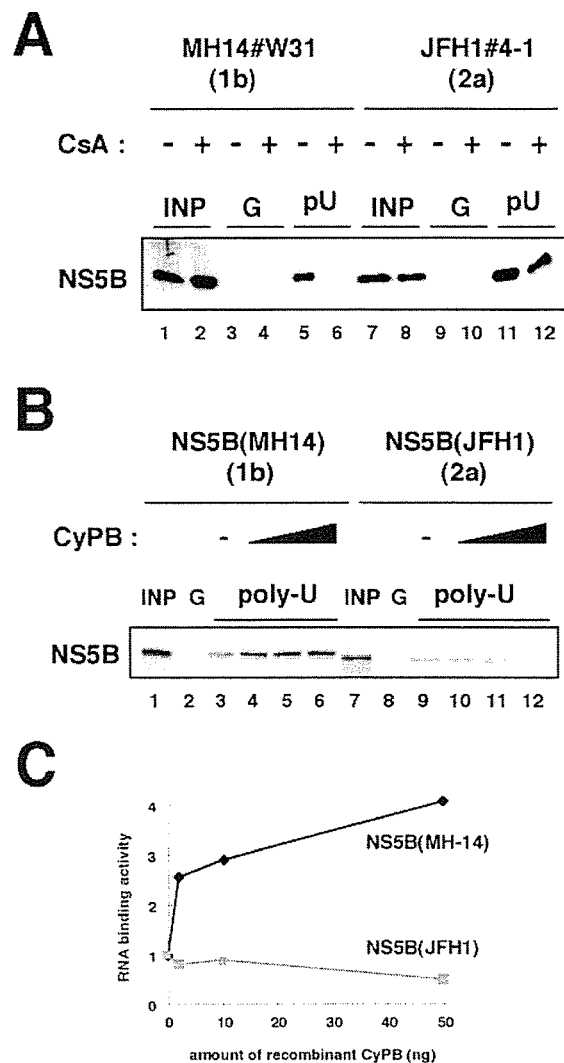 A
MH14#W31 JFH1#4-1
(1b) (2a)
CsA : - + - + - + - + - + - +
INP G pU INP G pU
NS5B
1 2 3 4 5 6 7 8 9 10 11 12
B
NS5B(MH14) NS5B(JFH1)
(1b) (2a)
CyPB : - -
INP G poly-U INP G poly-U
NS5B
1 2 3 4 5 6 7 8 9 10 11 12
C
RNA binding activity
4
3
2
1
0
NS5B(MH-14)
NS5B(JFH1)
0 10 20 30 40 50
amount of recombinant CyPB (ng)